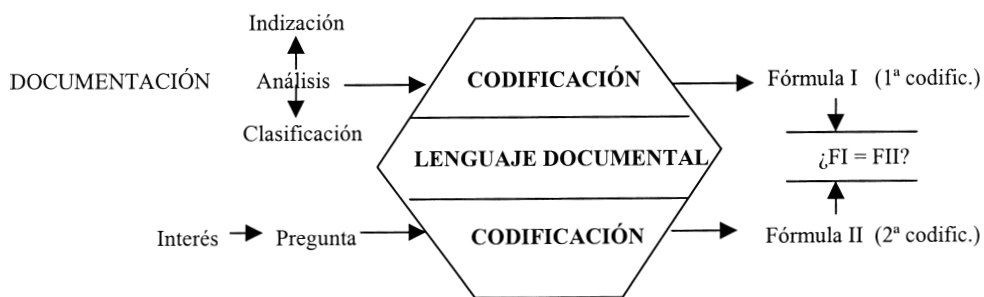 Indización
DOCUMENTACIÓN Análisis CODIFICACIÓN Fórmula I (1ª codific.)
Clasificación
LENGUAJE DOCUMENTAL ¿FI = FII?
Interés Pregunta CODIFICACIÓN Fórmula II (2ª codific.)